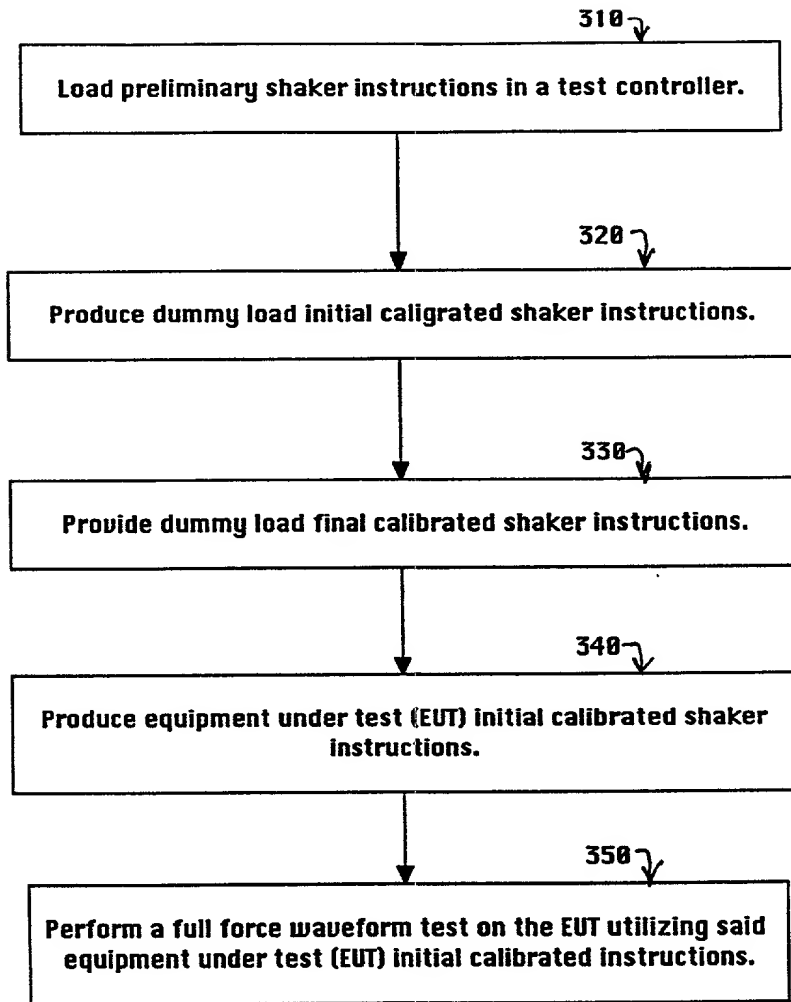 310
Load preliminary shaker instructions in a test controller.
320
Produce dummy load initial caligrated shaker instructions.
330
Provide dummy load final calibrated shaker instructions.
340
Produce equipment under test (EUT) initial calibrated shaker
instructions.
350
Perform a full force waveform test on the EUT utilizing said
equipment under test (EUT) initial calibrated instructions.